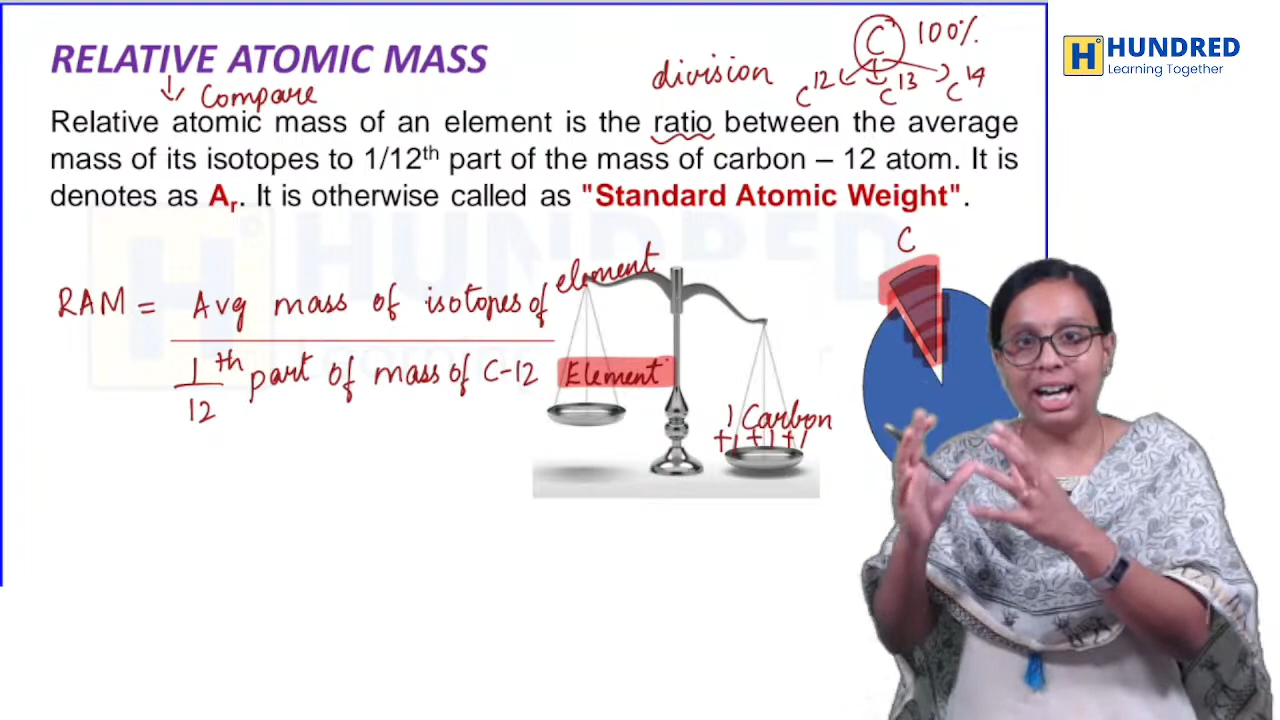 RELATIVE ATOMIC MASS
C 100%
division
C12 C13 C14
Compare
H° HUNDRED
Learning Together
Relative atomic mass of an element is the ratio between the average
mass of its isotopes to 1/12th part of the mass of carbon – 12 atom. It is
denotes as Ar. It is otherwise called as "Standard Atomic Weight".
C
RAM = Avg mass of isotopes of element
1/12 th part of mass of C-12
Element
1 Carbon
+1+1+1